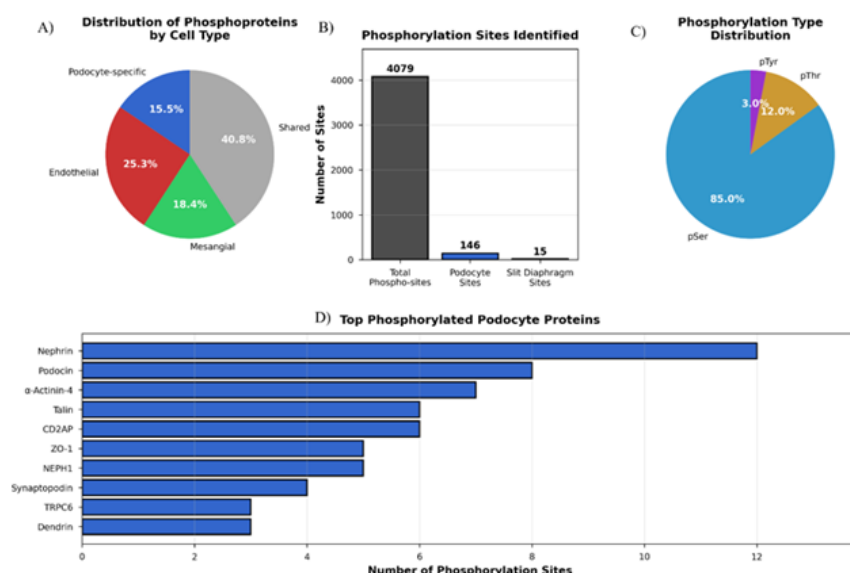 A)
Distribution of Phosphoproteins
by Cell Type
Podocyte-specific
15.5%
Shared
40.8%
Endothelial
25.3%
18.4%
Mesangial
B)
Phosphorylation Sites Identified
Number of Sites
4000
3000
2000
1000
0
4079
146
15
Total
Phospho-sites
Podocyte
Sites
Slit Diaphragm
Sites
C)
Phosphorylation Type
Distribution
pTyr
pThr
3.0%
12.0%
85.0%
pSer
D)
Top Phosphorylated Podocyte Proteins
Nephrin
Podocin
α-Actinin-4
Talin
CD2AP
ZO-1
NEPH1
Synaptopodin
TRPC6
Dendrin
0 2 4 6 8 10 12
Number of Phosphorylation Sites